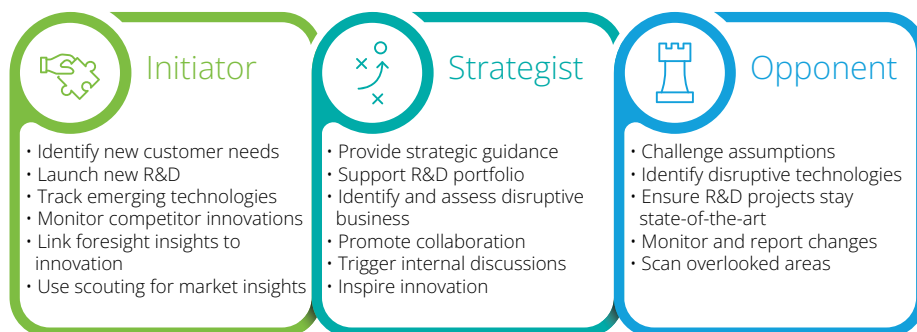 Initiator
• Identify new customer needs
• Launch new R&D
• Track emerging technologies
• Monitor competitor innovations
• Link foresight insights to
innovation
• Use scouting for market insights
Strategist
• Provide strategic guidance
• Support R&D portfolio
• Identify and assess disruptive
business
• Promote collaboration
• Trigger internal discussions
• Inspire innovation
Opponent
• Challenge assumptions
• Identify disruptive technologies
• Ensure R&D projects stay
state-of-the-art
• Monitor and report changes
• Scan overlooked areas